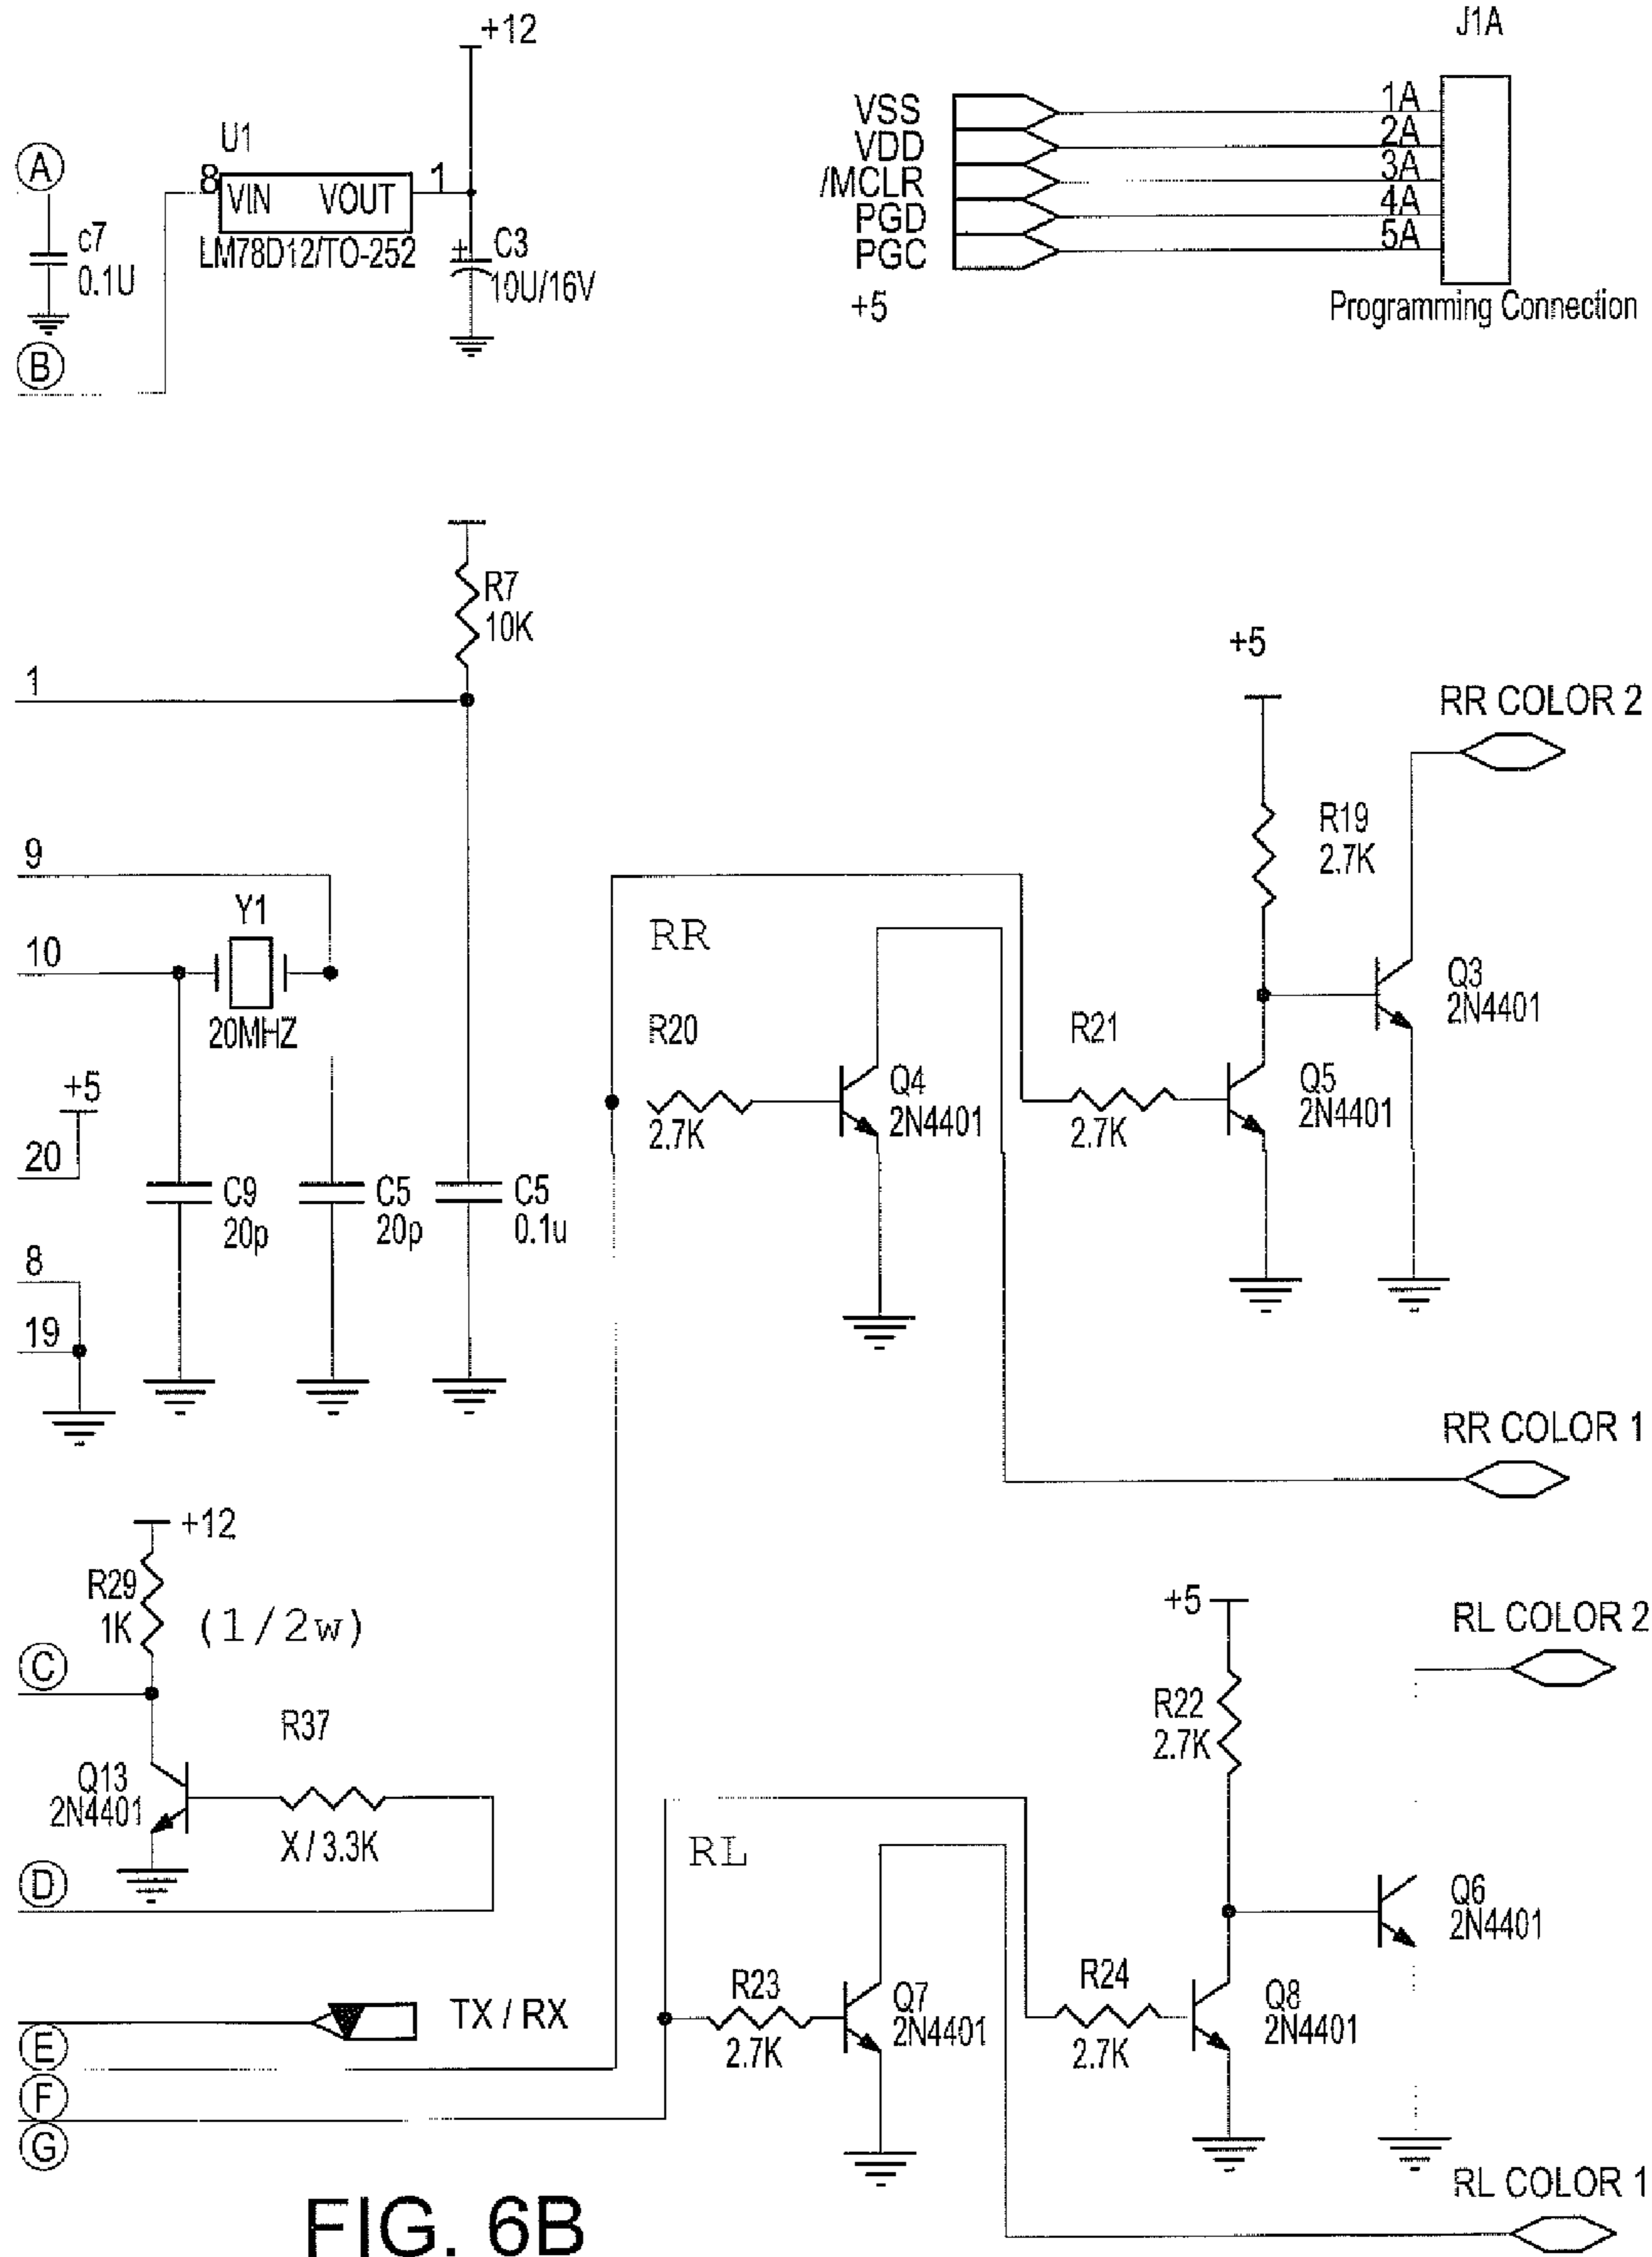 +12
J1A
U1
A
8
VIN VOUT
1
LM78D12/TO-252
c7
0.1U
+ C3
10U/16V
B
VSS
VDD
/MCLR
PGD
PGC
+5
1A
2A
3A
4A
5A
Programming Connection
R7
10K
1
9
10
Y1
20MHZ
+5
20
8
19
C9
20p
C5
20p
C5
0.1u
+5
RR COLOR 2
R19
2.7K
RR
R20
2.7K
Q4
2N4401
R21
2.7K
Q5
2N4401
Q3
2N4401
RR COLOR 1
+12
R29
1K
(1/2w)
C
R37
X / 3.3K
Q13
2N4401
D
+5
RL COLOR 2
R22
2.7K
RL
R23
2.7K
Q7
2N4401
R24
2.7K
Q8
2N4401
Q6
2N4401
TX / RX
E
F
G
RL COLOR 1
FIG. 6B